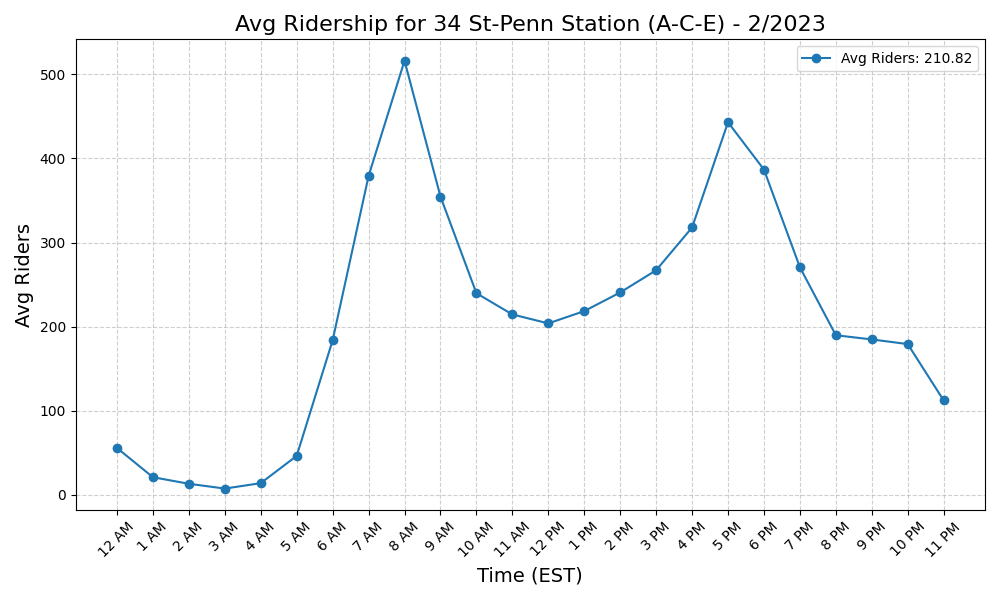 Avg Ridership for 34 St-Penn Station (A-C-E) - 2/2023
Avg Riders: 210.82
Avg Riders
500
400
300
200
100
0
12 AM
1 AM
2 AM
3 AM
4 AM
5 AM
6 AM
7 AM
8 AM
9 AM
10 AM
11 AM
12 PM
1 PM
2 PM
3 PM
4 PM
5 PM
6 PM
7 PM
8 PM
9 PM
10 PM
11 PM
Time (EST)